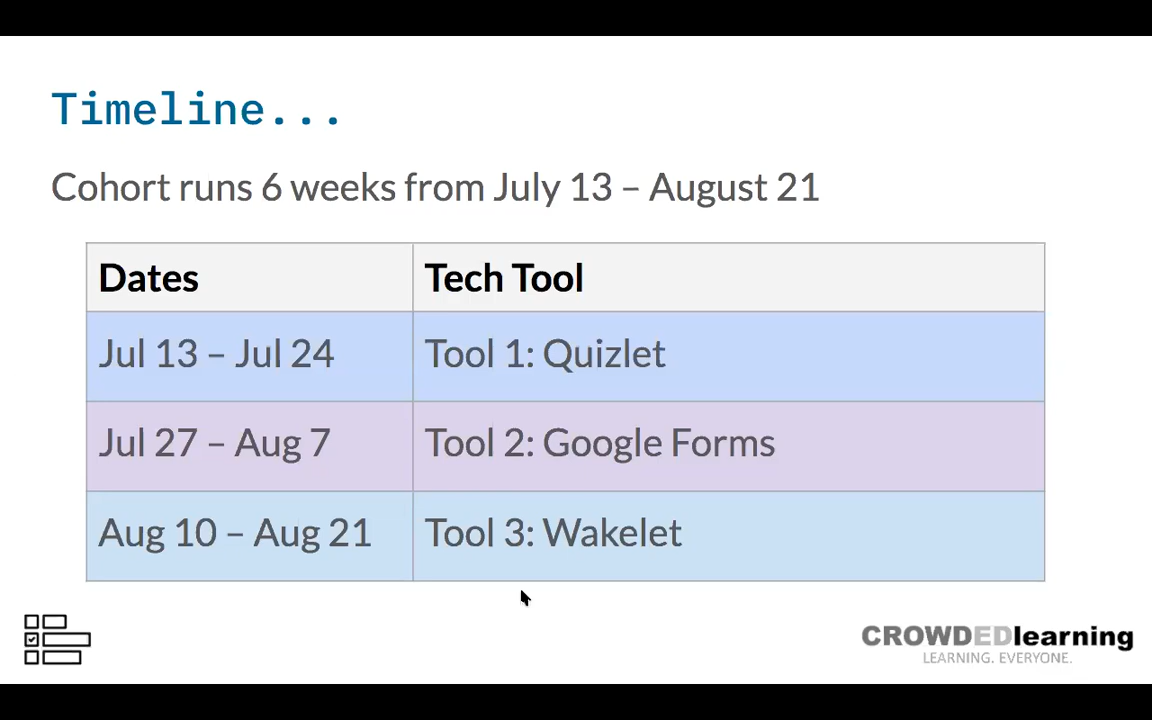 Timeline...
Cohort runs 6 weeks from July 13 – August 21
Dates Tech Tool
Jul 13 – Jul 24 Tool 1: Quizlet
Jul 27 – Aug 7 Tool 2: Google Forms
Aug 10 – Aug 21 Tool 3: Wakelet
CROWDEDlearning
LEARNING. EVERYONE.